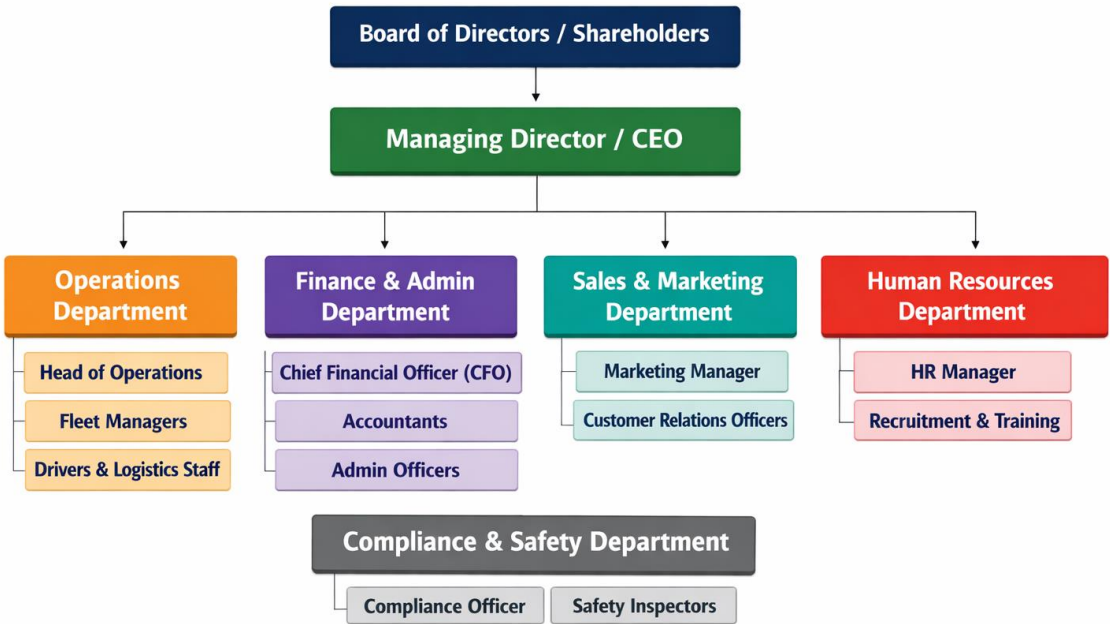 Board of Directors / Shareholders
Managing Director / CEO
Operations
Department
Head of Operations
Fleet Managers
Drivers & Logistics Staff
Finance & Admin
Department
Chief Financial Officer (CFO)
Accountants
Admin Officers
Sales & Marketing
Department
Marketing Manager
Customer Relations Officers
Human Resources
Department
HR Manager
Recruitment & Training
Compliance & Safety Department
Compliance Officer
Safety Inspectors